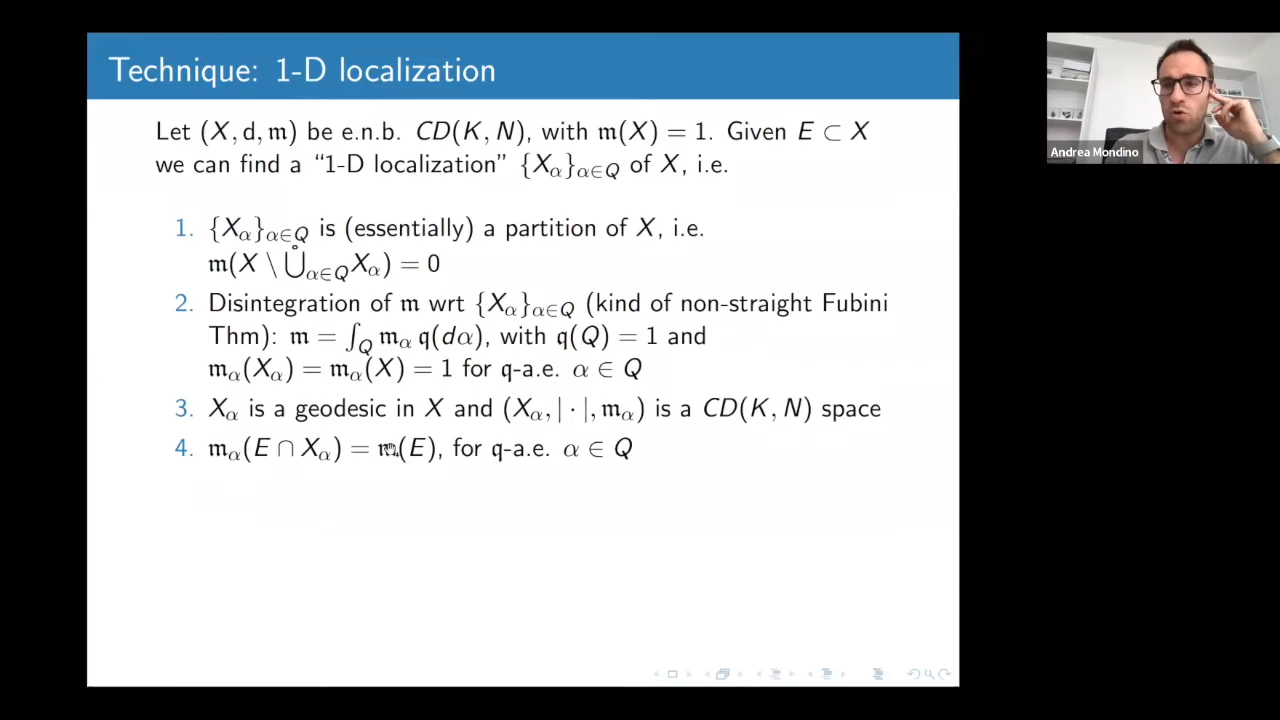 Technique: 1-D localization
Andrea Mondino
Let (X, d, 𝔪) be e.n.b. CD(K, N), with 𝔪(X) = 1. Given E ⊂ X
we can find a “1-D localization” {X_α}_{α∈Q} of X, i.e.
1. {X_α}_{α∈Q} is (essentially) a partition of X, i.e.
𝔪(X \ ⋃̊_{α∈Q} X_α) = 0
2. Disintegration of 𝔪 wrt {X_α}_{α∈Q} (kind of non-straight Fubini
Thm): 𝔪 = ∫_Q 𝔪_α 𝔮(dα), with 𝔮(Q) = 1 and
𝔪_α(X_α) = 𝔪_α(X) = 1 for 𝔮-a.e. α ∈ Q
3. X_α is a geodesic in X and (X_α, | · |, 𝔪_α) is a CD(K, N) space
4. 𝔪_α(E ∩ X_α) = 𝔪(E), for 𝔮-a.e. α ∈ Q